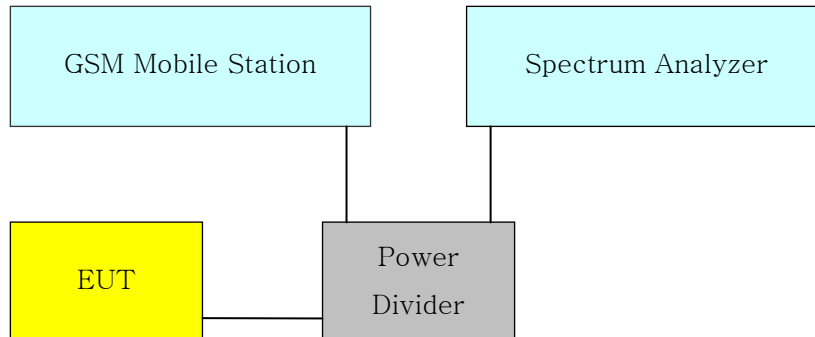 GSM Mobile Station
Spectrum Analyzer
EUT
Power
Divider